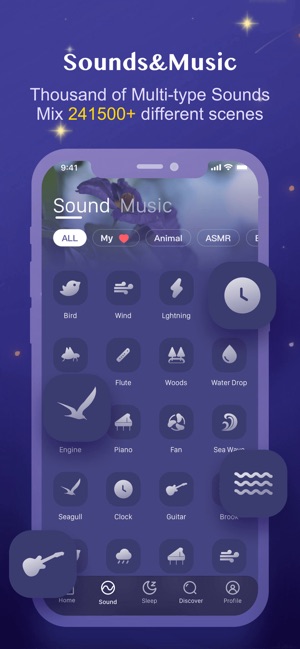 Sounds&Music
Thousand of Multi-type Sounds
Mix 241500+ different scenes
9:41
Sound Music
ALL My Animal ASMR
Bird Wind Lghtning
Flute Woods Water Drop
Engine Piano Fan Sea Wave
Seagull Clock Guitar Brook
Home Sound Sleep Discover Profile